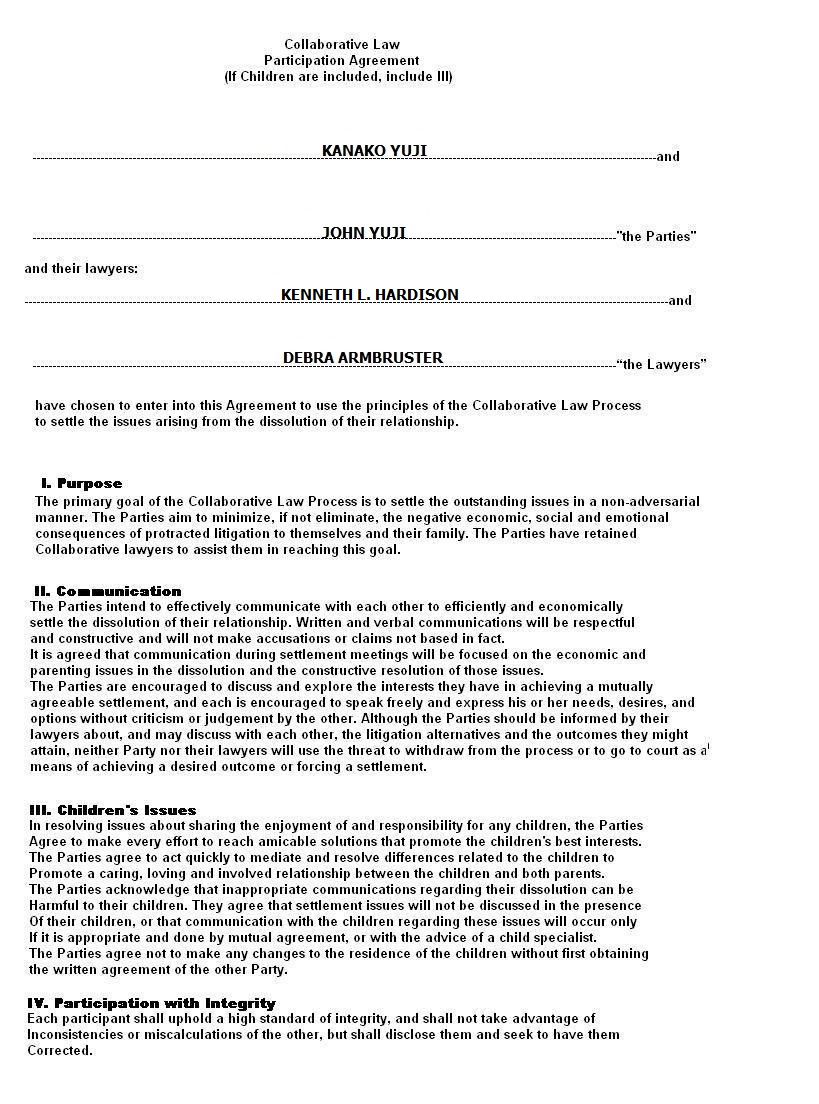 Collaborative Law
Participation Agreement
(If Children are included, include III)
KANAKO YUJI and
JOHN YUJI "the Parties"
and their lawyers:
KENNETH L. HARDISON and
DEBRA ARMBRUSTER “the Lawyers”
have chosen to enter into this Agreement to use the principles of the Collaborative Law Process
to settle the issues arising from the dissolution of their relationship.
I. Purpose
The primary goal of the Collaborative Law Process is to settle the outstanding issues in a non-adversarial
manner. The Parties aim to minimize, if not eliminate, the negative economic, social and emotional
consequences of protracted litigation to themselves and their family. The Parties have retained
Collaborative lawyers to assist them in reaching this goal.
II. Communication
The Parties intend to effectively communicate with each other to efficiently and economically
settle the dissolution of their relationship. Written and verbal communications will be respectful
and constructive and will not make accusations or claims not based in fact.
It is agreed that communication during settlement meetings will be focused on the economic and
parenting issues in the dissolution and the constructive resolution of those issues.
The Parties are encouraged to discuss and explore the interests they have in achieving a mutually
agreeable settlement, and each is encouraged to speak freely and express his or her needs, desires, and
options without criticism or judgement by the other. Although the Parties should be informed by their
lawyers about, and may discuss with each other, the litigation alternatives and the outcomes they might
attain, neither Party nor their lawyers will use the threat to withdraw from the process or to go to court as a
means of achieving a desired outcome or forcing a settlement.
III. Children's Issues
In resolving issues about sharing the enjoyment of and responsibility for any children, the Parties
Agree to make every effort to reach amicable solutions that promote the children's best interests.
The Parties agree to act quickly to mediate and resolve differences related to the children to
Promote a caring, loving and involved relationship between the children and both parents.
The Parties acknowledge that inappropriate communications regarding their dissolution can be
Harmful to their children. They agree that settlement issues will not be discussed in the presence
Of their children, or that communication with the children regarding these issues will occur only
If it is appropriate and done by mutual agreement, or with the advice of a child specialist.
The Parties agree not to make any changes to the residence of the children without first obtaining
the written agreement of the other Party.
IV. Participation with Integrity
Each participant shall uphold a high standard of integrity, and shall not take advantage of
Inconsistencies or miscalculations of the other, but shall disclose them and seek to have them
Corrected.